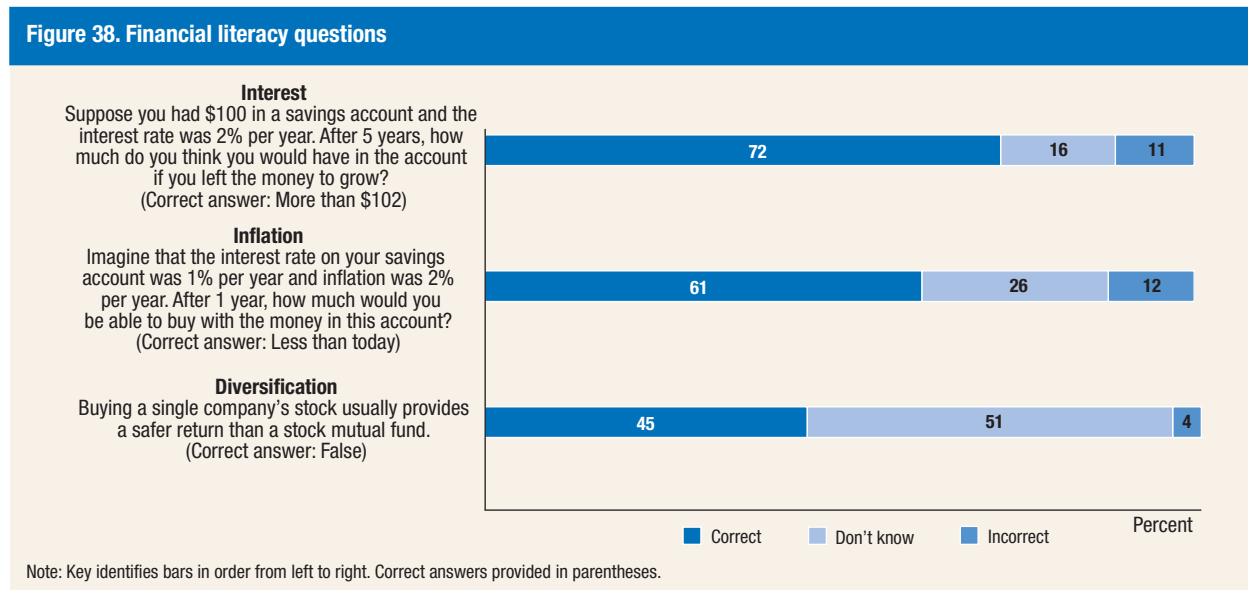 Figure 38. Financial literacy questions
Interest
Suppose you had $100 in a savings account and the
interest rate was 2% per year. After 5 years, how
much do you think you would have in the account
if you left the money to grow?
(Correct answer: More than $102)
72
16
11
Inflation
Imagine that the interest rate on your savings
account was 1% per year and inflation was 2%
per year. After 1 year, how much would you
be able to buy with the money in this account?
(Correct answer: Less than today)
61
26
12
Diversification
Buying a single company’s stock usually provides
a safer return than a stock mutual fund.
(Correct answer: False)
45
51
4
Percent
Correct
Don’t know
Incorrect
Note: Key identifies bars in order from left to right. Correct answers provided in parentheses.